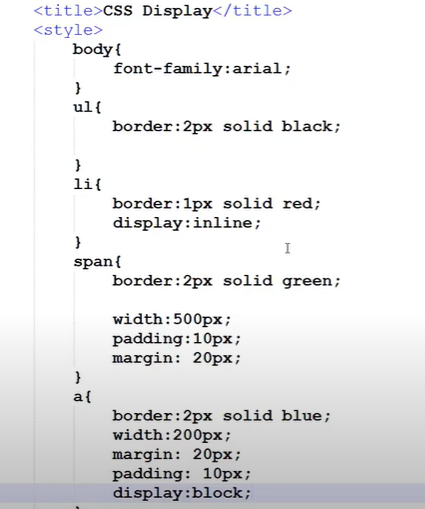 <title>CSS Display</title>
<style>
body{
font-family:arial;
}
ul{
border:2px solid black;
}
li{
border:1px solid red;
display:inline;
}
span{
border:2px solid green;
width:500px;
padding:10px;
margin: 20px;
}
a{
border:2px solid blue;
width:200px;
margin: 20px;
padding: 10px;
display:block;
}